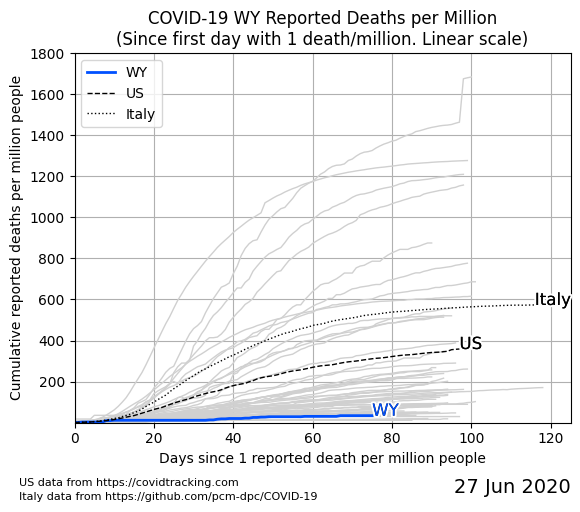 COVID-19 WY Reported Deaths per Million
(Since first day with 1 death/million. Linear scale)
WY
US
Italy
Cumulative reported deaths per million people
1800
1600
1400
1200
1000
800
600
400
200
Italy
US
WY
0 20 40 60 80 100 120
Days since 1 reported death per million people
US data from https://covidtracking.com
Italy data from https://github.com/pcm-dpc/COVID-19
27 Jun 2020